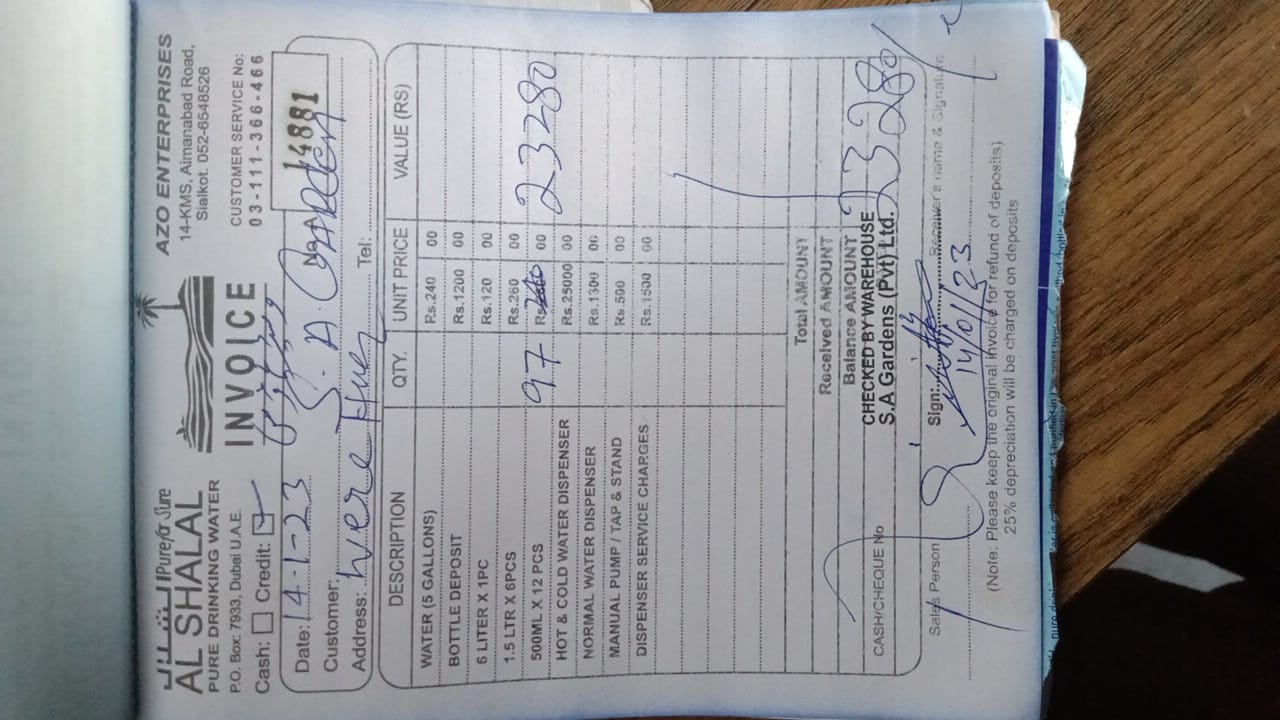 AZO ENTERPRISES
14-KMS, Almanabad Road,
Sialkot. 052-6548526
CUSTOMER SERVICE No:
03-111-366-466
Pure for Sure
AL SHALAL
PURE DRINKING WATER
P.O. Box: 7933, Dubai U.A.E.
INVOICE
Cash: Credit:
14881
Date: 14-1-23
Customer: S.A. Garden
Address: Were House Tel:
DESCRIPTION QTY. UNIT PRICE VALUE (RS)
WATER (5 GALLONS) Rs.240 00
BOTTLE DEPOSIT Rs.1200 00
6 LITER X 1PC Rs.120 00
1.5 LTR X 6PCS Rs.260 00
500ML X 12 PCS 97 Rs. 00 23280
HOT & COLD WATER DISPENSER Rs.25000 00
NORMAL WATER DISPENSER Rs.1300 00
MANUAL PUMP / TAP & STAND Rs.500 00
DISPENSER SERVICE CHARGES Rs.1500 00
Total AMOUNT
Received AMOUNT
Balance AMOUNT 23280/
CHECKED BY WAREHOUSE
CASH/CHEQUE No S.A Gardens (Pvt) Ltd.
Sales Person Sign: Receiver's name & Signature
14/0/23
(Note: Please keep the original invoice for refund of deposits)
25% depreciation will be charged on deposits